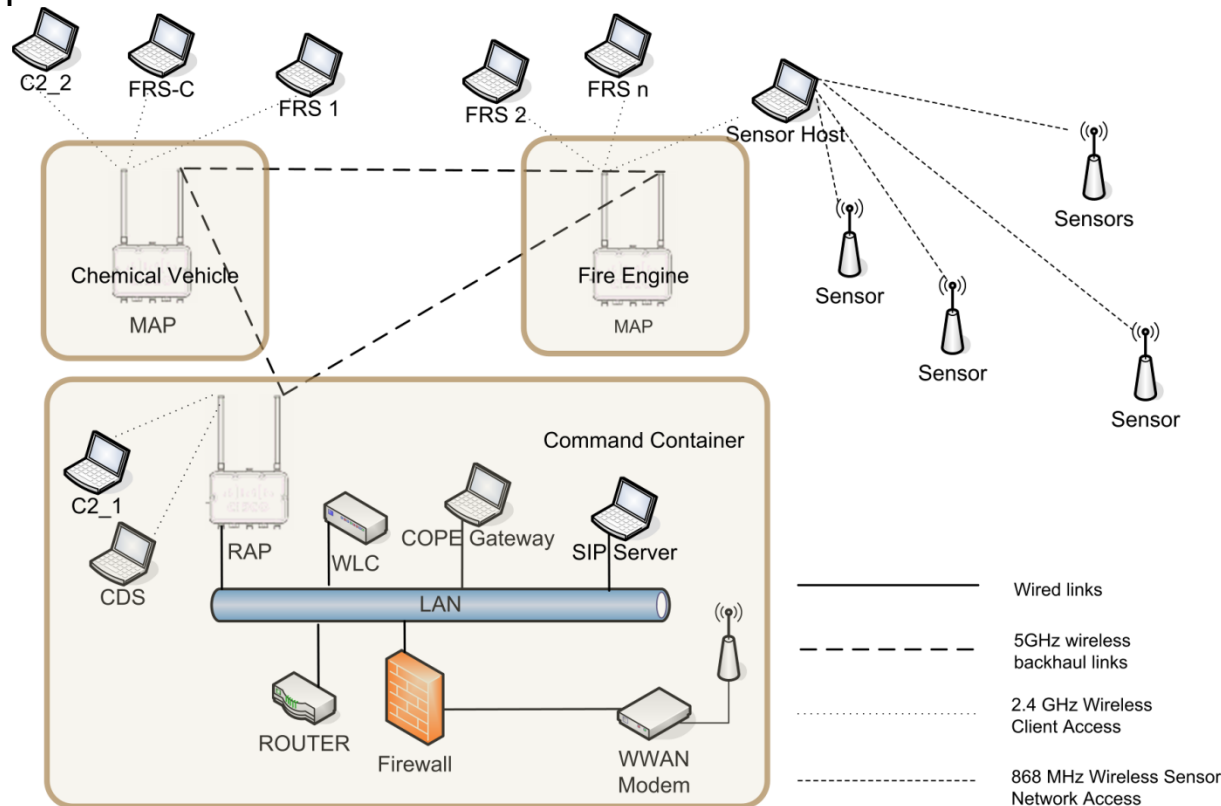 C2_2
FRS-C
FRS 1
FRS 2
FRS n
Sensor Host
Sensors
Sensor
Sensor
Sensor
Chemical Vehicle
MAP
Fire Engine
MAP
Command Container
C2_1
CDS
RAP
WLC
COPE Gateway
SIP Server
LAN
ROUTER
Firewall
WWAN
Modem
Wired links
5GHz wireless
backhaul links
2.4 GHz Wireless
Client Access
868 MHz Wireless Sensor
Network Access